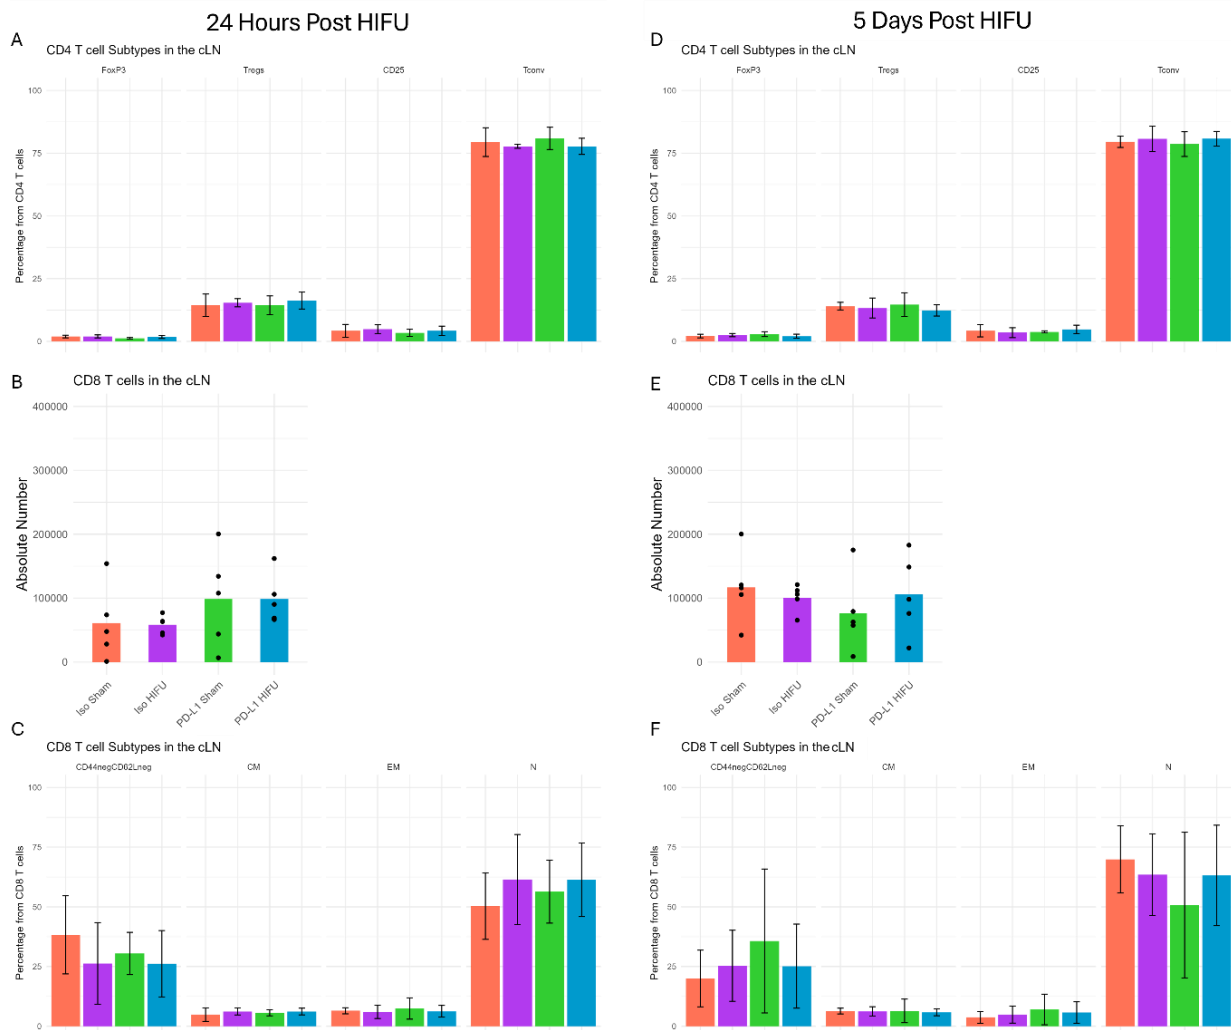 24 Hours Post HIFU
5 Days Post HIFU
A
CD4 T cell Subtypes in the cLN
FoxP3 Tregs CD25 Tconv
Percentage from CD4 T cells
100
75
50
25
0
D
CD4 T cell Subtypes in the cLN
FoxP3 Tregs CD25 Tconv
Percentage from CD4 T cells
100
75
50
25
0
B
CD8 T cells in the cLN
Absolute Number
400000
300000
200000
100000
0
Iso Sham
Iso HIFU
PD-L1 Sham
PD-L1 HIFU
E
CD8 T cells in the cLN
Absolute Number
400000
300000
200000
100000
0
Iso Sham
Iso HIFU
PD-L1 Sham
PD-L1 HIFU
C
CD8 T cell Subtypes in the cLN
CD44negCD62Lneg CM EM N
Percentage from CD8 T cells
100
75
50
25
0
F
CD8 T cell Subtypes in the cLN
CD44negCD62Lneg CM EM N
Percentage from CD8 T cells
100
75
50
25
0